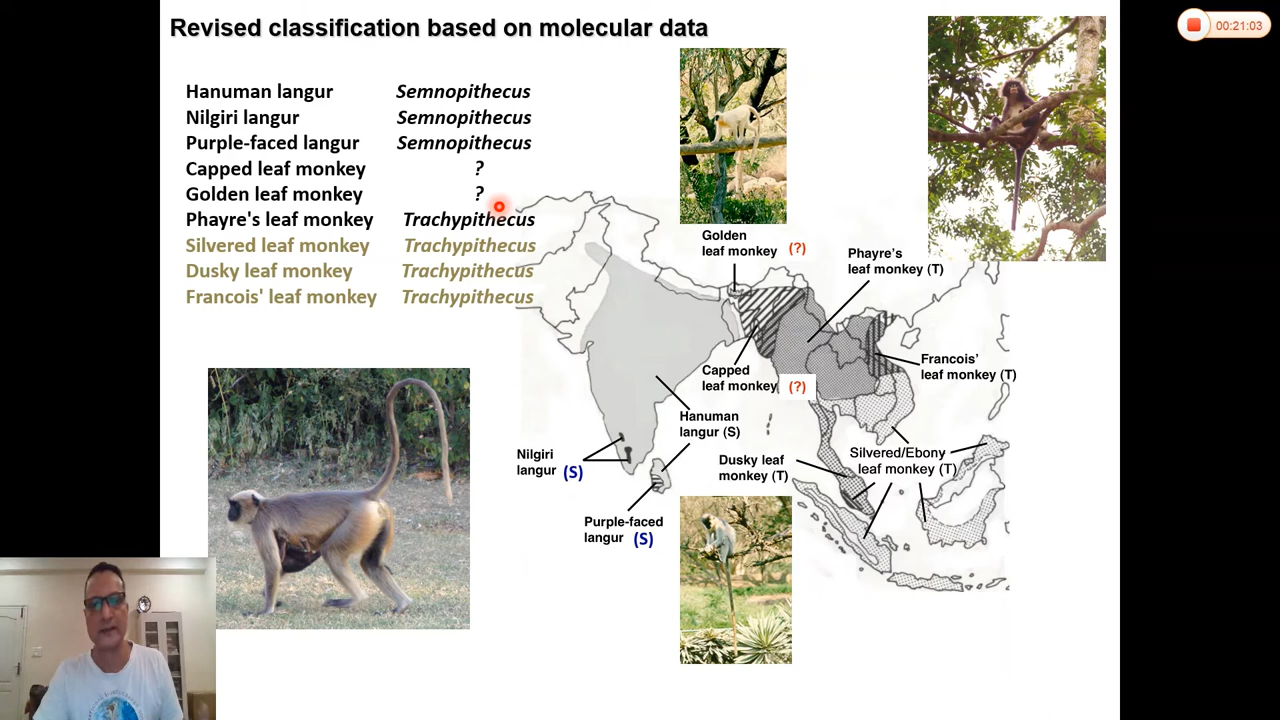 Revised classification based on molecular data
00:21:03
Hanuman langur Semnopithecus
Nilgiri langur Semnopithecus
Purple-faced langur Semnopithecus
Capped leaf monkey ?
Golden leaf monkey ?
Phayre's leaf monkey Trachypithecus
Silvered leaf monkey Trachypithecus
Dusky leaf monkey Trachypithecus
Francois' leaf monkey Trachypithecus
Golden
leaf monkey (?)
Phayre's
leaf monkey (T)
Francois'
leaf monkey (T)
Capped
leaf monkey (?)
Hanuman
langur (S)
Nilgiri
langur (S)
Dusky leaf
monkey (T)
Silvered/Ebony
leaf monkey (T)
Purple-faced
langur (S)